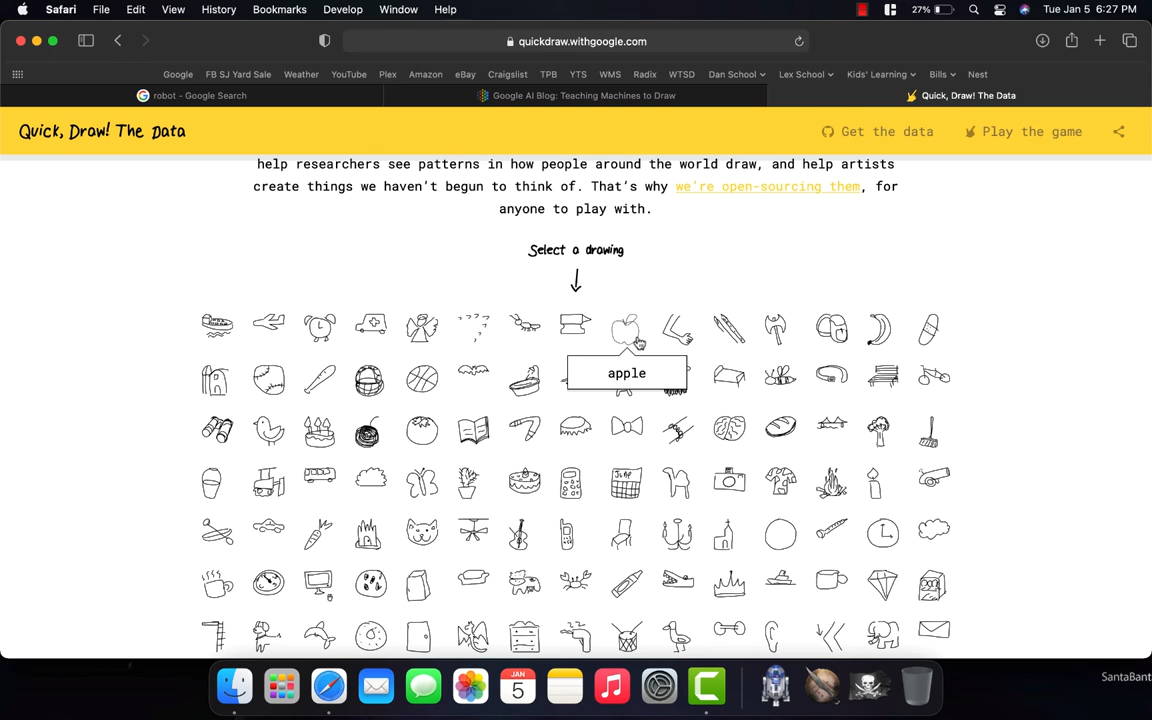 Safari File Edit View History Bookmarks Develop Window Help 27% Tue Jan 5 6:27 PM
quickdraw.withgoogle.com
Google FB SJ Yard Sale Weather YouTube Plex Amazon eBay Craigslist TPB YTS WMS Radix WTSD Dan School Lex School Kids' Learning Bills Nest
robot - Google Search Google AI Blog: Teaching Machines to Draw Quick, Draw! The Data
Quick, Draw! The Data Get the data Play the game
help researchers see patterns in how people around the world draw, and help artists
create things we haven't begun to think of. That's why we're open-sourcing them, for
anyone to play with.
Select a drawing
apple
JAN
5
SantaBant